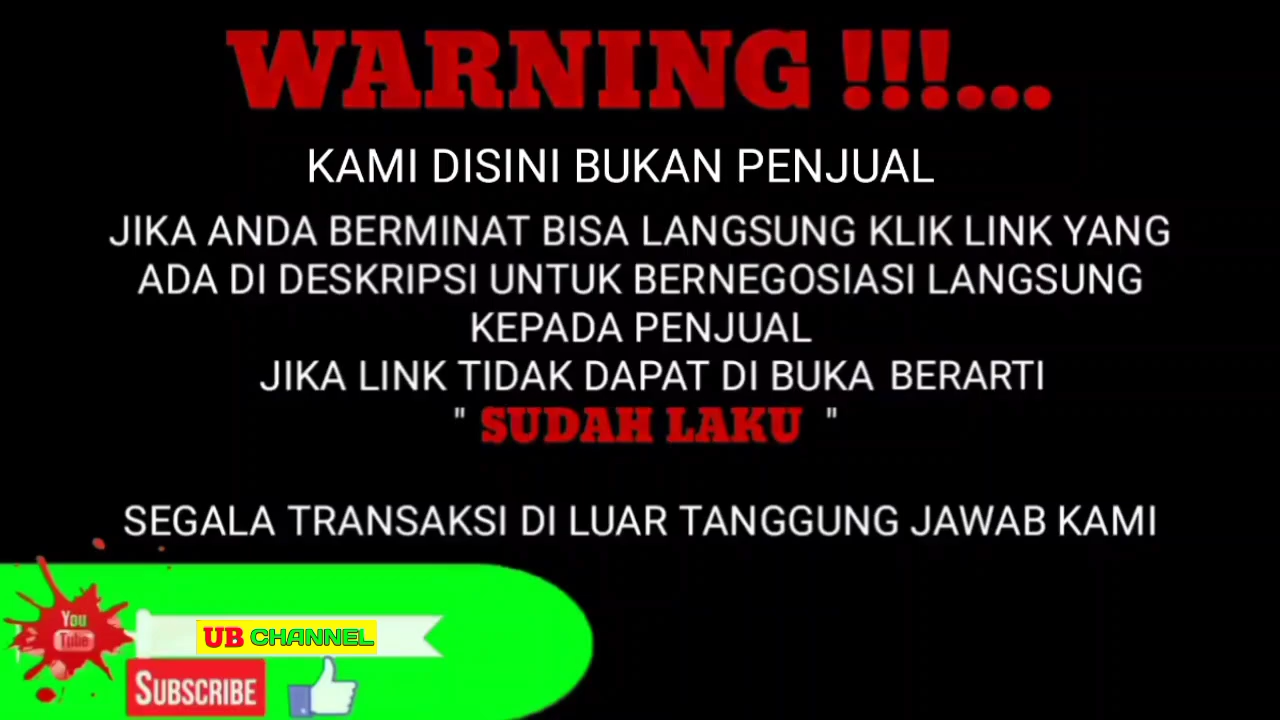 WARNING !!!...
KAMI DISINI BUKAN PENJUAL
JIKA ANDA BERMINAT BISA LANGSUNG KLIK LINK YANG
ADA DI DESKRIPSI UNTUK BERNEGOSIASI LANGSUNG
KEPADA PENJUAL
JIKA LINK TIDAK DAPAT DI BUKA BERARTI
" SUDAH LAKU "
SEGALA TRANSAKSI DI LUAR TANGGUNG JAWAB KAMI
You
Tube
UB CHANNEL
SUBSCRIBE